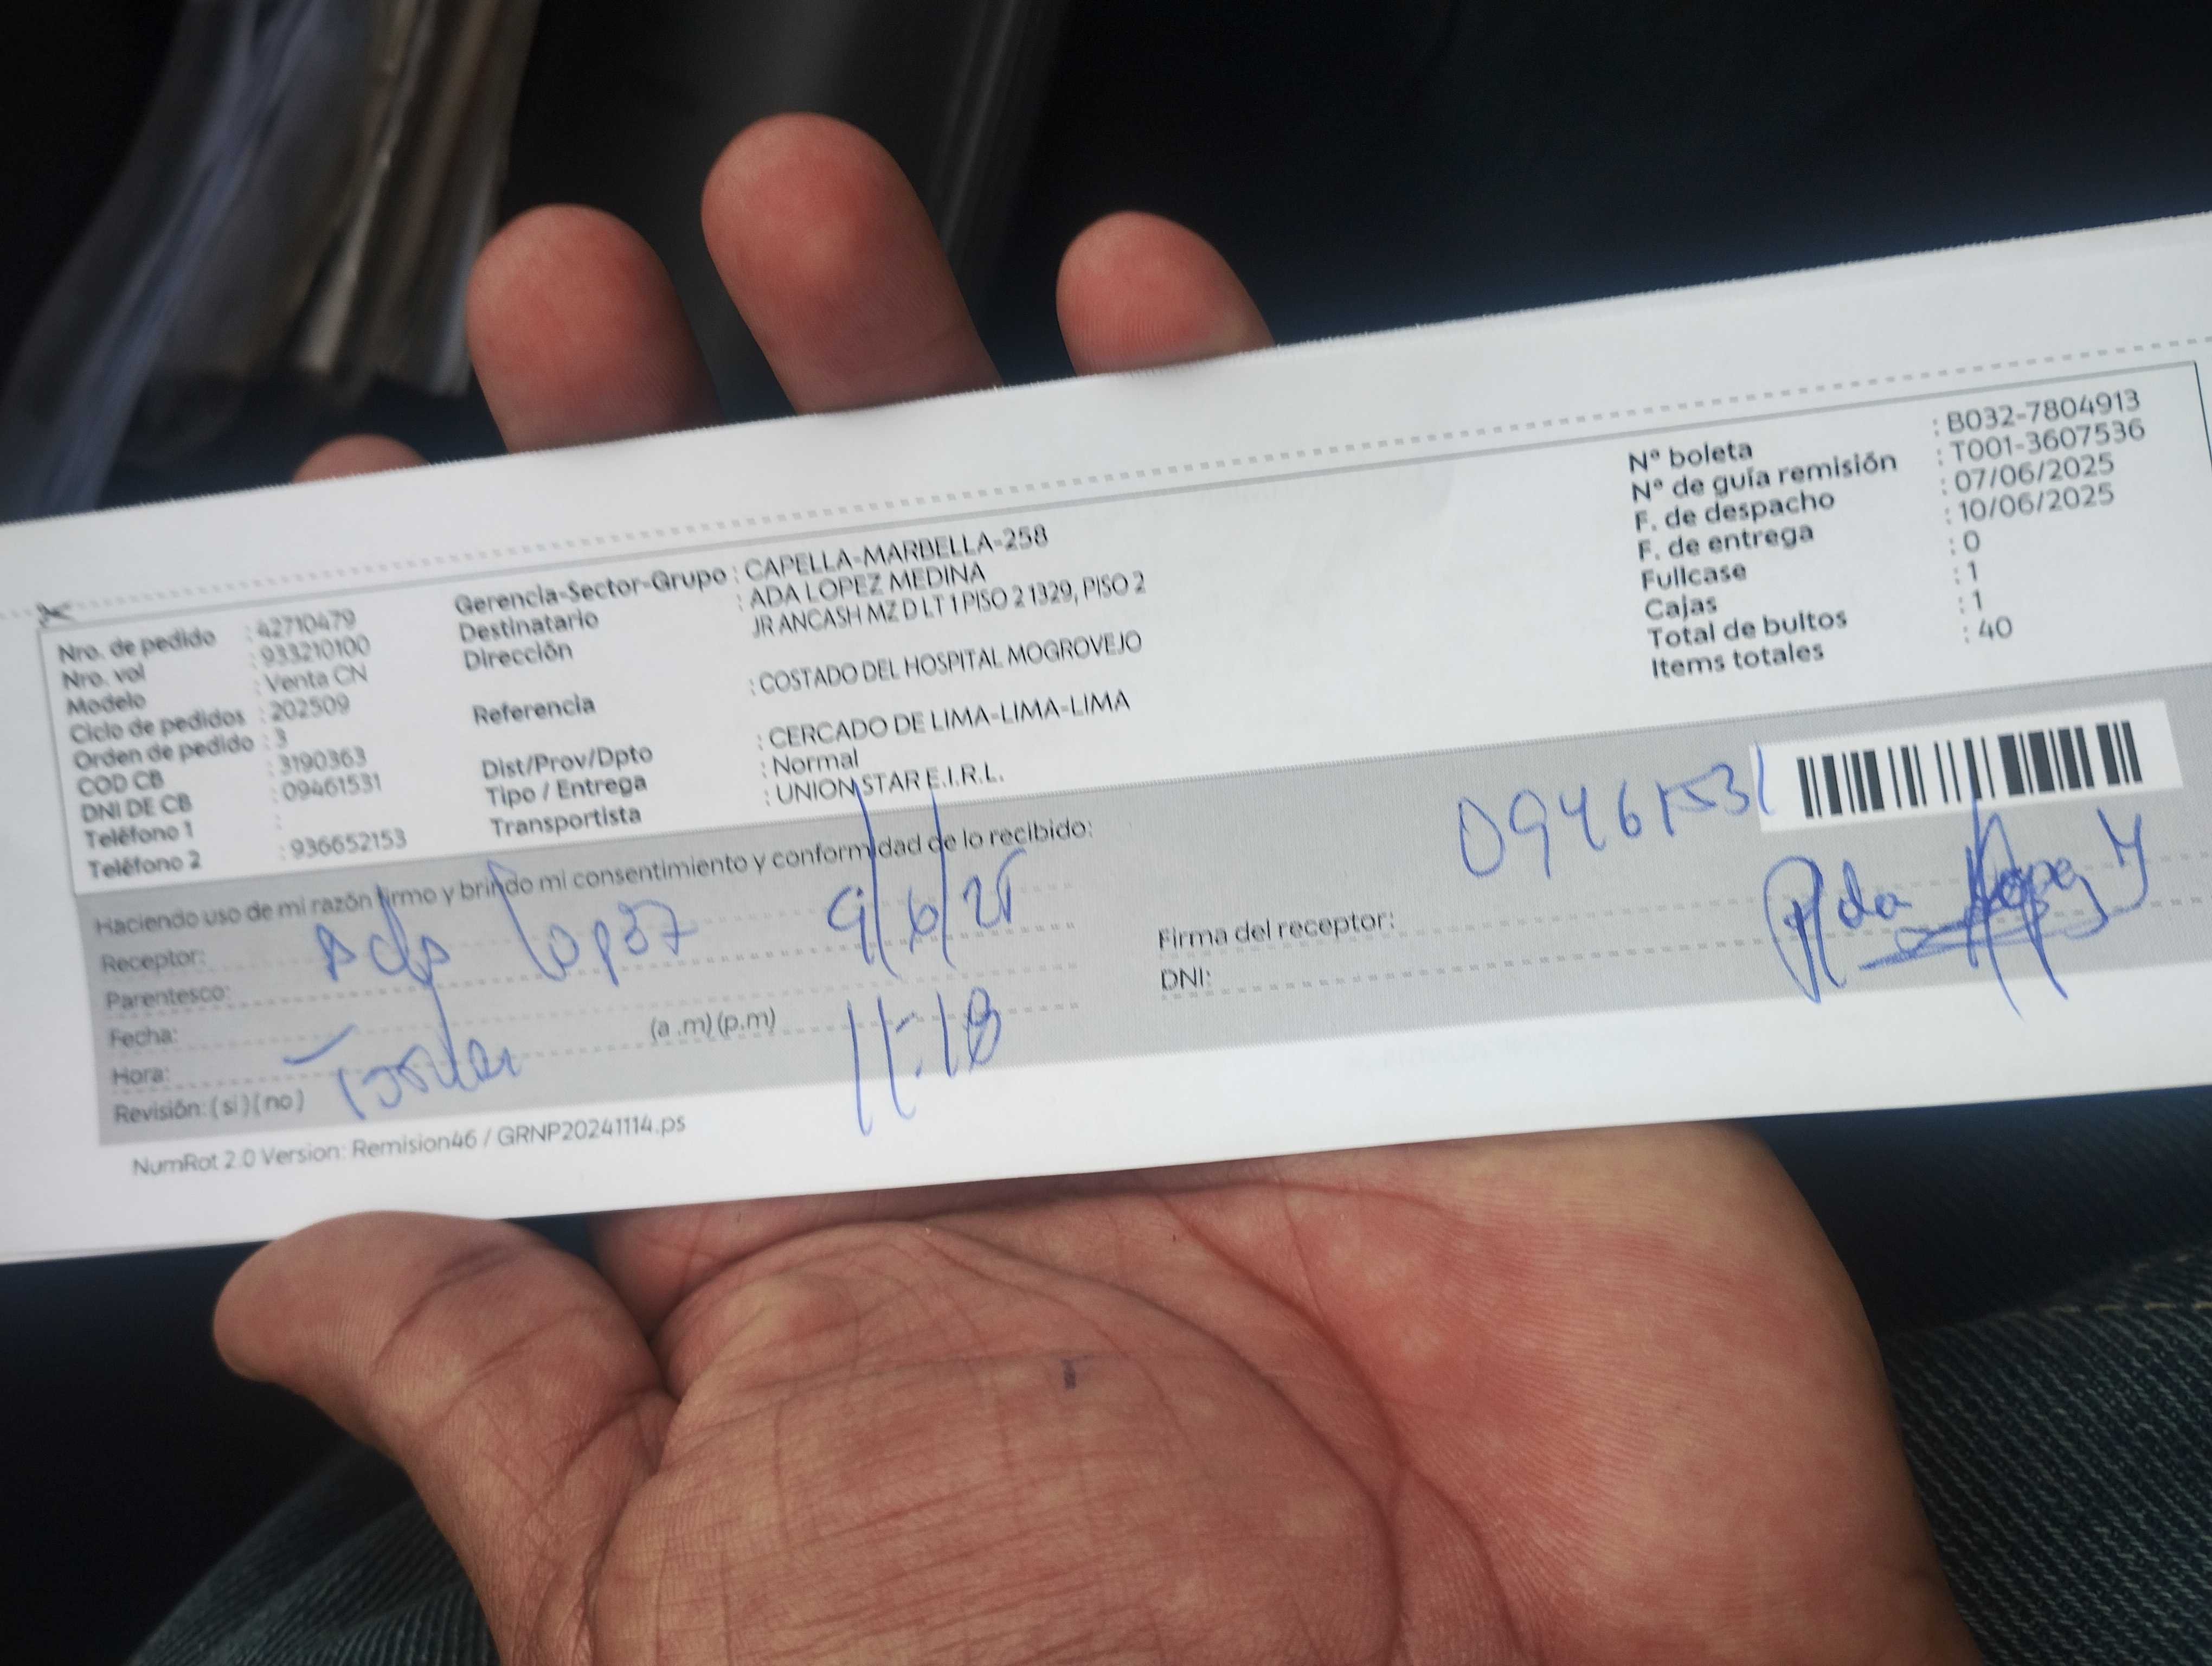 Nro. de pedido : 42710479
Nro. vol : 933210100
Modelo : Venta CN
Ciclo de pedidos : 202509
Orden de pedido : 3
COD CB : 3190363
DNI DE CB : 09461531
Teléfono 1 :
Teléfono 2 : 936652153
Gerencia-Sector-Grupo : CAPELLA-MARBELLA-258
Destinatario : ADA LOPEZ MEDINA
Dirección JR ANCASH MZ D LT 1 PISO 2 1329, PISO 2
Referencia : COSTADO DEL HOSPITAL MOGROVEJO
Dist/Prov/Dpto : CERCADO DE LIMA-LIMA-LIMA
Tipo / Entrega : Normal
Transportista : UNION STAR E.I.R.L.
Nº boleta : B032-7804913
Nº de guía remisión : T001-3607536
F. de despacho : 07/06/2025
F. de entrega : 10/06/2025
Fullcase : 0
Cajas : 1
Total de bultos : 1
Items totales : 40
Haciendo uso de mi razón firmo y brindo mi consentimiento y conformidad de lo recibido:
Receptor: Ada Lopez 9/6/25
Parentesco:
Fecha:
Hora: (a .m) (p.m) 11:18
Revisión: ( si ) ( no )
09461531
Firma del receptor: Ada Lopez M
DNI:
NumRot 2.0 Version: Remision46 / GRNP20241114.ps